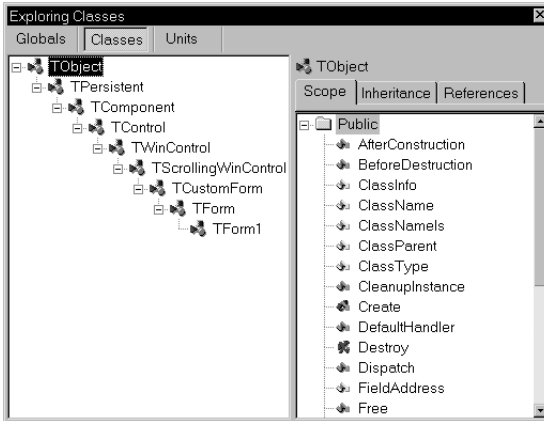 Exploring Classes
Globals Classes Units
TObject
TPersistent
TComponent
TControl
TWinControl
TScrollingWinControl
TCustomForm
TForm
TForm1
TObject
Scope Inheritance References
Public
AfterConstruction
BeforeDestruction
ClassInfo
ClassName
ClassNameIs
ClassParent
ClassType
CleanupInstance
Create
DefaultHandler
Destroy
Dispatch
FieldAddress
Free